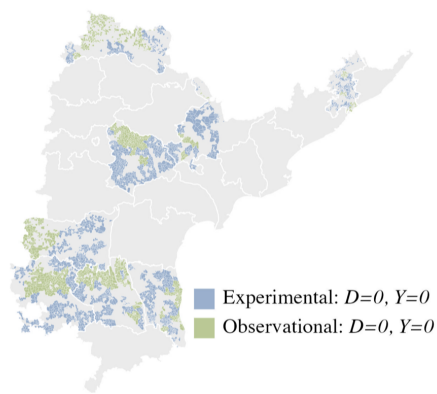 Experimental: D=0, Y=0
Observational: D=0, Y=0